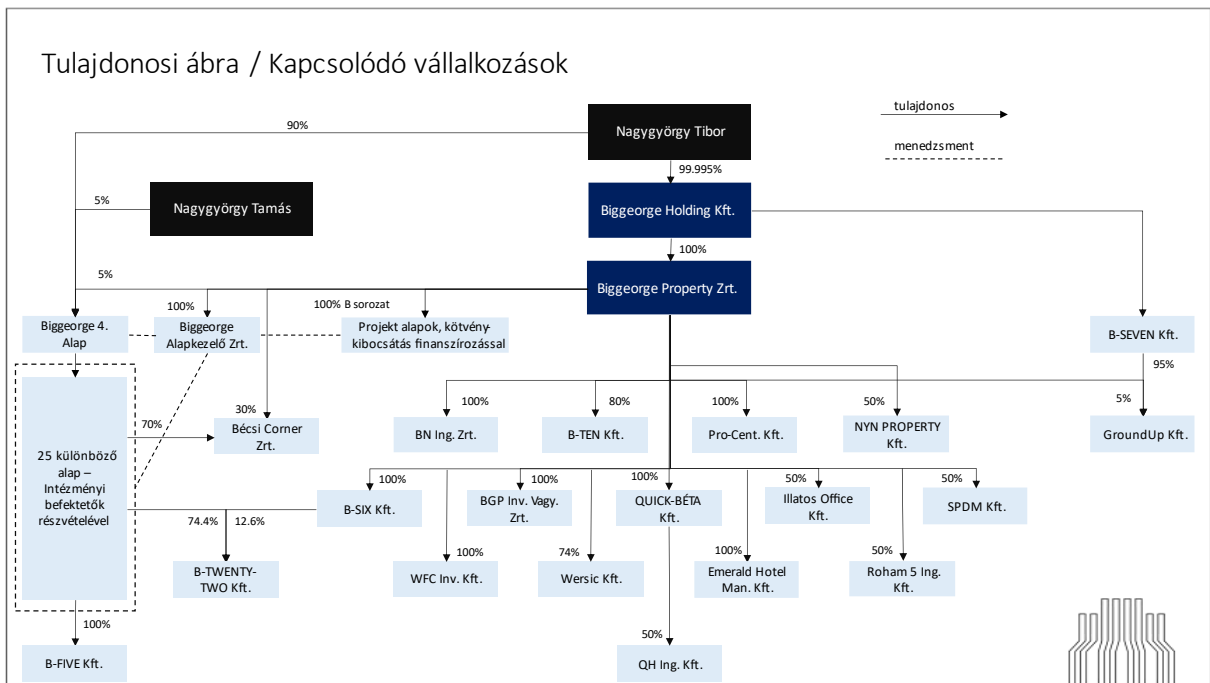 Tulajdonosi ábra / Kapcsolódó vállalkozások
tulajdonos
90%
Nagygyörgy Tibor
menedzsment
99.995%
5%
Nagygyörgy Tamás
Biggeorge Holding Kft.
100%
5%
Biggeorge Property Zrt.
100%
100% B sorozat
Biggeorge 4.
Alap
Biggeorge
Alapkezelő Zrt.
Projekt alapok, kötvény-
kibocsátás finanszírozással
B-SEVEN Kft.
95%
100%
80%
100%
50%
5%
30%
70%
Bécsi Corner
Zrt.
BN Ing. Zrt.
B-TEN Kft.
Pro-Cent. Kft.
NYN PROPERTY
Kft.
GroundUp Kft.
25 különböző
alap –
Intézményi
befektetők
részvételével
100%
100%
100%
50%
50%
B-SIX Kft.
BGP Inv. Vagy.
Zrt.
QUICK-BÉTA
Kft.
Illatos Office
Kft.
SPDM Kft.
74.4%
12.6%
100%
74%
100%
50%
B-TWENTY-
TWO Kft.
WFC Inv. Kft.
Wersic Kft.
Emerald Hotel
Man. Kft.
Roham 5 Ing.
Kft.
100%
50%
B-FIVE Kft.
QH Ing. Kft.